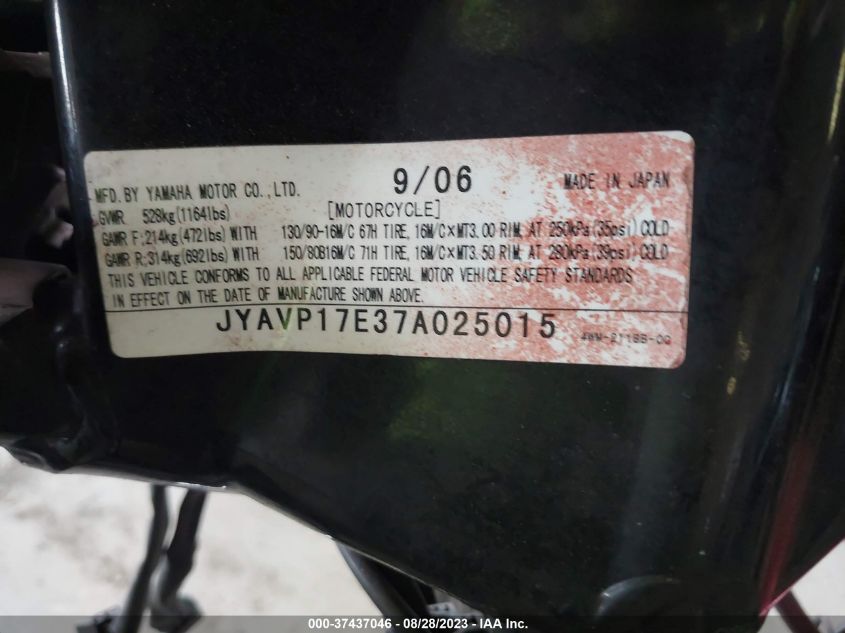 MFD. BY YAMAHA MOTOR CO., LTD. 9/06 MADE IN JAPAN
GVWR 528kg(1164lbs) [MOTORCYCLE]
GAWR F:214kg(472lbs) WITH 130/90-16M/C 67H TIRE, 16M/C×MT3.00 RIM, AT 250kPa(35psi)COLD
GAWR R:314kg(692lbs) WITH 150/80B16M/C 71H TIRE, 16M/C×MT3.50 RIM, AT 280kPa(39psi)COLD
THIS VEHICLE CONFORMS TO ALL APPLICABLE FEDERAL MOTOR VEHICLE SAFETY STANDARDS
IN EFFECT ON THE DATE OF MANUFACTURE SHOWN ABOVE.
JYAVP17E37A025015
000-37437046 / 08/28/2023 - IAA Inc.